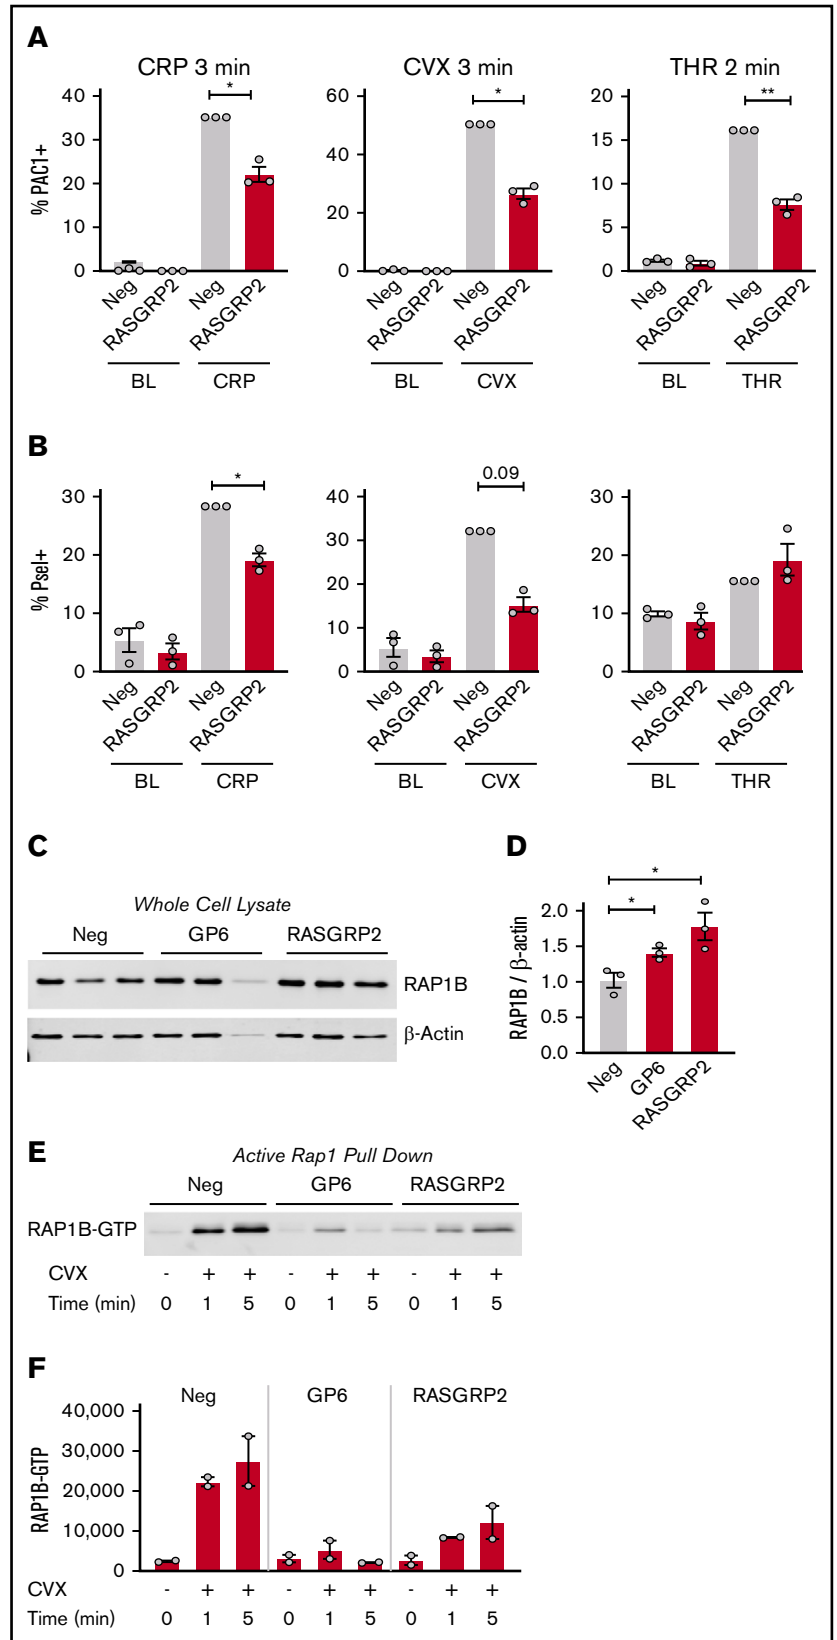 A
CRP 3 min CVX 3 min THR 2 min
* * **
% PAC1+
40 30 20 10 0
60 40 20 0
20 15 10 5 0
Neg RASGRP2 Neg RASGRP2 Neg RASGRP2 Neg RASGRP2 Neg RASGRP2 Neg RASGRP2
BL CRP BL CVX BL THR
B
* 0.09
% Psel+
30 20 10 0
40 30 20 10 0
30 20 10 0
Neg RASGRP2 Neg RASGRP2 Neg RASGRP2 Neg RASGRP2 Neg RASGRP2 Neg RASGRP2
BL CRP BL CVX BL THR
C
Whole Cell Lysate
Neg GP6 RASGRP2
RAP1B
β-Actin
D
*
*
RAP1B / β-actin
2.0
1.5
1.0
0.5
0.0
Neg GP6 RASGRP2
E
Active Rap1 Pull Down
Neg GP6 RASGRP2
RAP1B-GTP
CVX - + + - + + - + +
Time (min) 0 1 5 0 1 5 0 1 5
F
Neg GP6 RASGRP2
RAP1B-GTP
40,000
30,000
20,000
10,000
0
CVX - + + - + + - + +
Time (min) 0 1 5 0 1 5 0 1 5